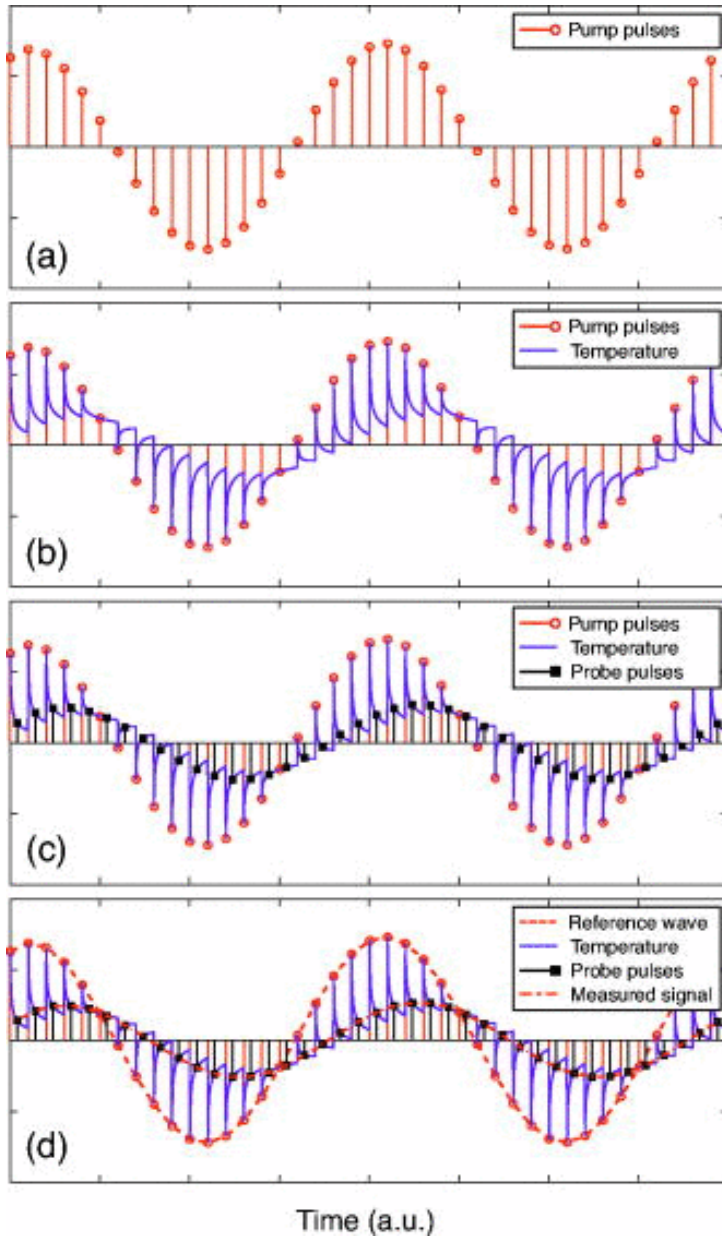 Pump pulses
(a)
Pump pulses
Temperature
(b)
Pump pulses
Temperature
Probe pulses
(c)
Reference wave
Temperature
Probe pulses
Measured signal
(d)
Time (a.u.)